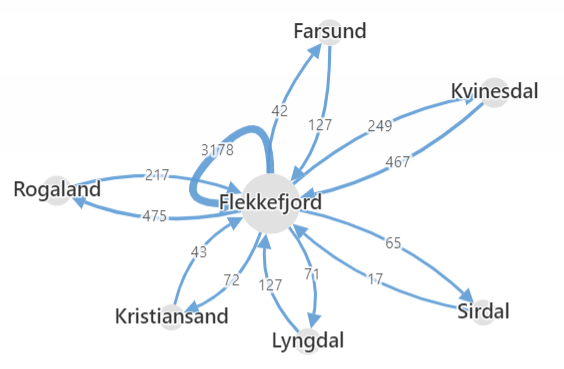 Farsund
Kvinesdal
42
127
249
3178
467
217
Rogaland
Flekkefjord
475
65
43
71
72
127
17
Kristiansand
Sirdal
Lyngdal